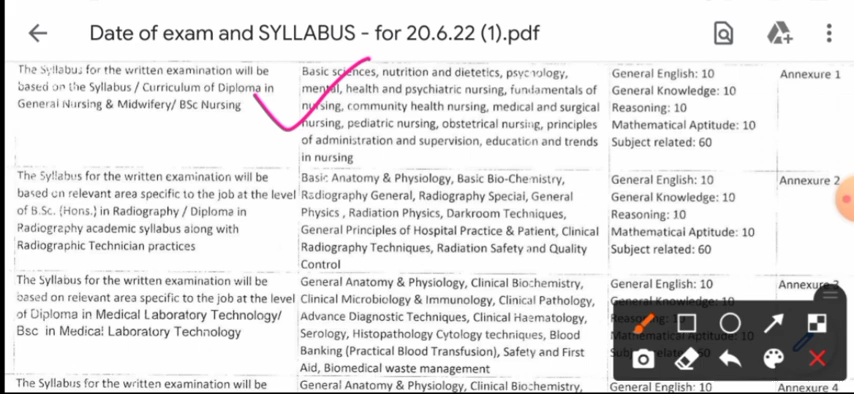 Date of exam and SYLLABUS - for 20.6.22 (1).pdf
The Syllabus for the written examination will be
based on the Syllabus / Curriculum of Diploma in
General Nursing & Midwifery/ BSc Nursing
Basic sciences, nutrition and dietetics, psychology,
mental, health and psychiatric nursing, fundamentals of
nursing, community health nursing, medical and surgical
nursing, pediatric nursing, obstetrical nursing, principles
of administration and supervision, education and trends
in nursing
General English: 10
General Knowledge: 10
Reasoning: 10
Mathematical Aptitude: 10
Subject related: 60
Annexure 1
The Syllabus for the written examination will be
based on relevant area specific to the job at the level
of B.Sc. (Hons.) in Radiography / Diploma in
Radiography academic syllabus along with
Radiographic Technician practices
Basic Anatomy & Physiology, Basic Bio-Chemistry,
Radiography General, Radiography Special, General
Physics , Radiation Physics, Darkroom Techniques,
General Principles of Hospital Practice & Patient, Clinical
Radiography Techniques, Radiation Safety and Quality
Control
General English: 10
General Knowledge: 10
Reasoning: 10
Mathematical Aptitude: 10
Subject related: 60
Annexure 2
The Syllabus for the written examination will be
based on relevant area specific to the job at the level
of Diploma in Medical Laboratory Technology/
Bsc in Medical Laboratory Technology
General Anatomy & Physiology, Clinical Biochemistry,
Clinical Microbiology & Immunology, Clinical Pathology,
Advance Diagnostic Techniques, Clinical Haematology,
Serology, Histopathology Cytology techniques, Blood
Banking (Practical Blood Transfusion), Safety and First
Aid, Biomedical waste management
General English: 10
General Knowledge: 10
Mathematical Aptitude: 10
Annexure 3
The Syllabus for the written examination will be
General Anatomy & Physiology, Clinical Biochemistry,
General English: 10
Annexure 4